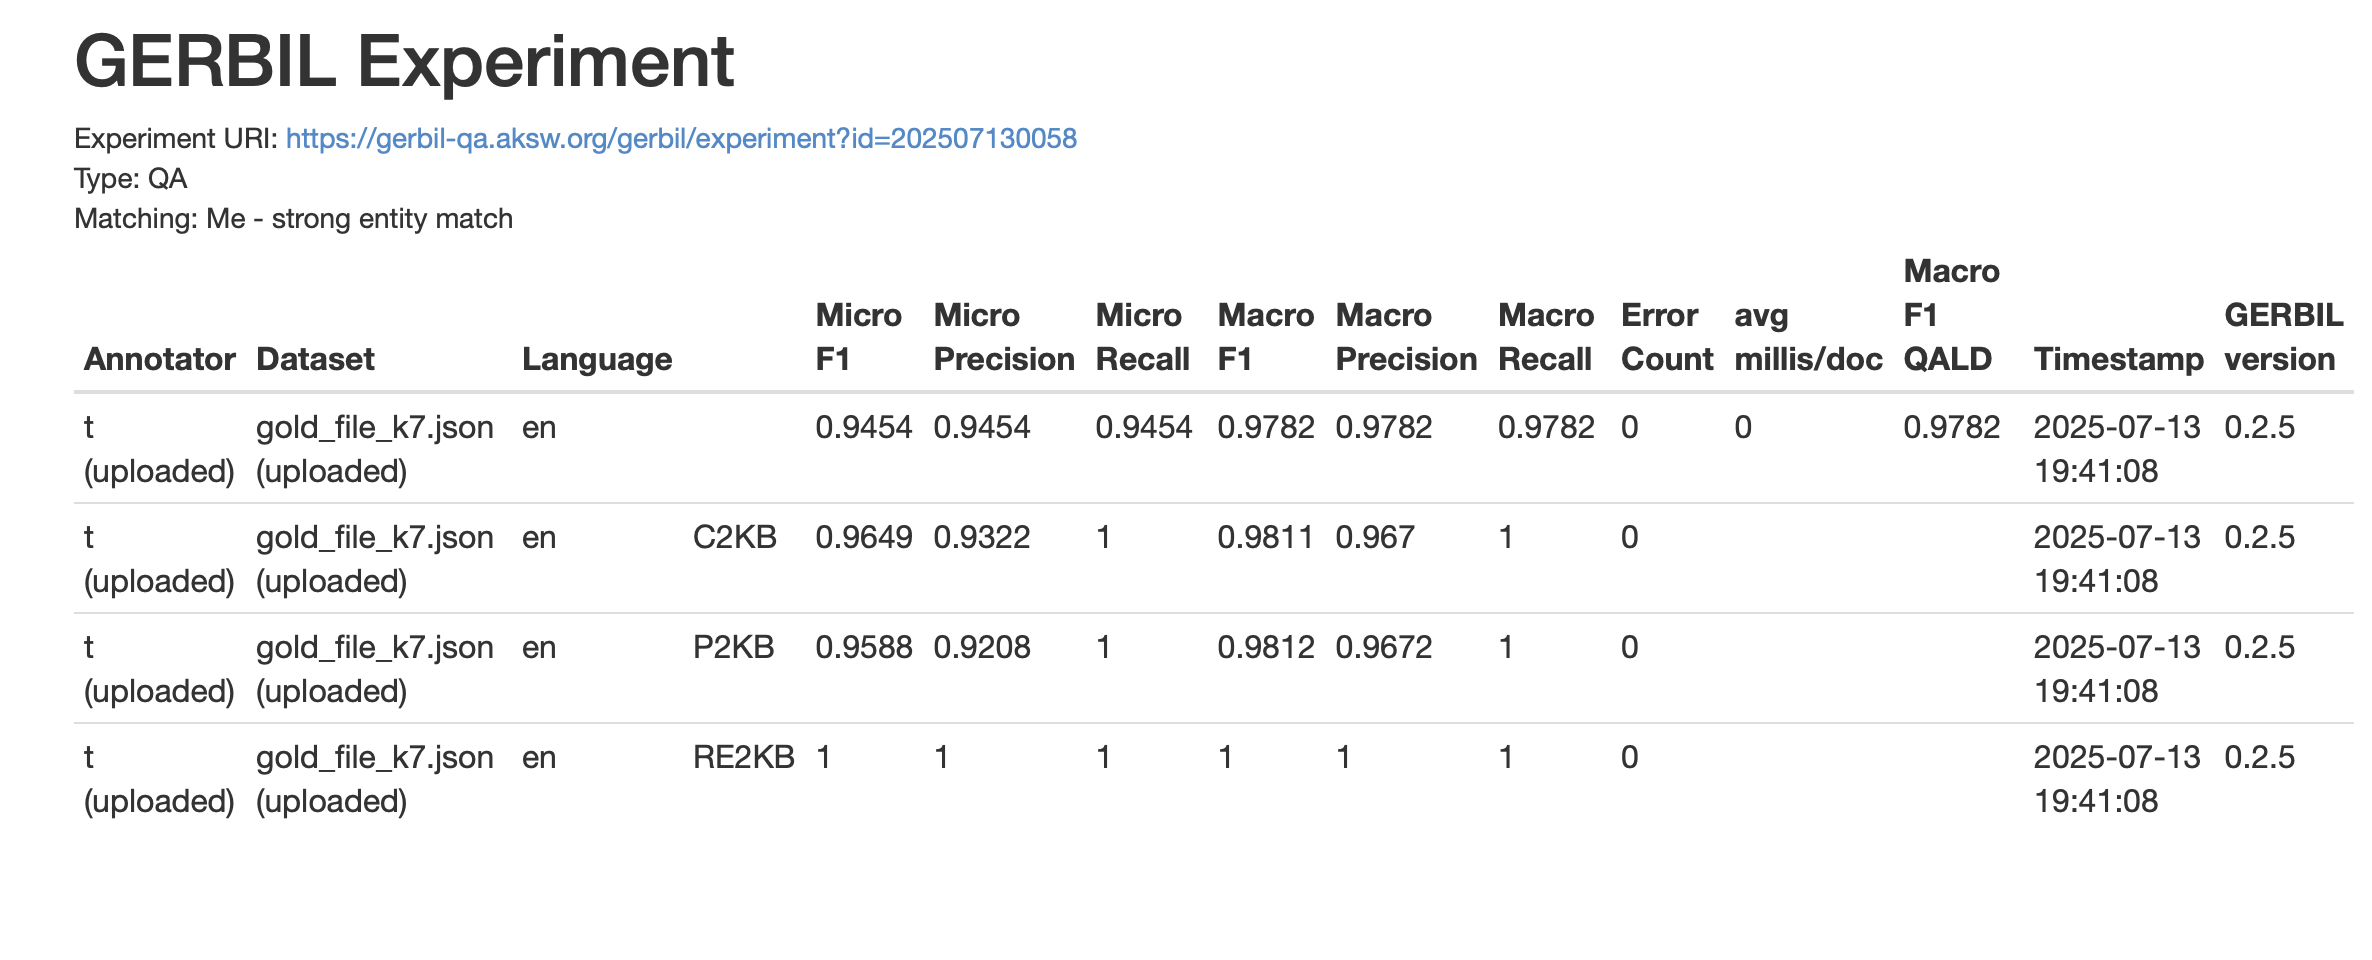 GERBIL Experiment
Experiment URI: https://gerbil-qa.aksw.org/gerbil/experiment?id=202507130058
Type: QA
Matching: Me - strong entity match
Macro
Micro Micro Micro Macro Macro Macro Error avg F1 GERBIL
Annotator Dataset Language F1 Precision Recall F1 Precision Recall Count millis/doc QALD Timestamp version
t gold_file_k7.json en 0.9454 0.9454 0.9454 0.9782 0.9782 0.9782 0 0 0.9782 2025-07-13 0.2.5
(uploaded) (uploaded) 19:41:08
t gold_file_k7.json en C2KB 0.9649 0.9322 1 0.9811 0.967 1 0 2025-07-13 0.2.5
(uploaded) (uploaded) 19:41:08
t gold_file_k7.json en P2KB 0.9588 0.9208 1 0.9812 0.9672 1 0 2025-07-13 0.2.5
(uploaded) (uploaded) 19:41:08
t gold_file_k7.json en RE2KB 1 1 1 1 1 1 0 2025-07-13 0.2.5
(uploaded) (uploaded) 19:41:08